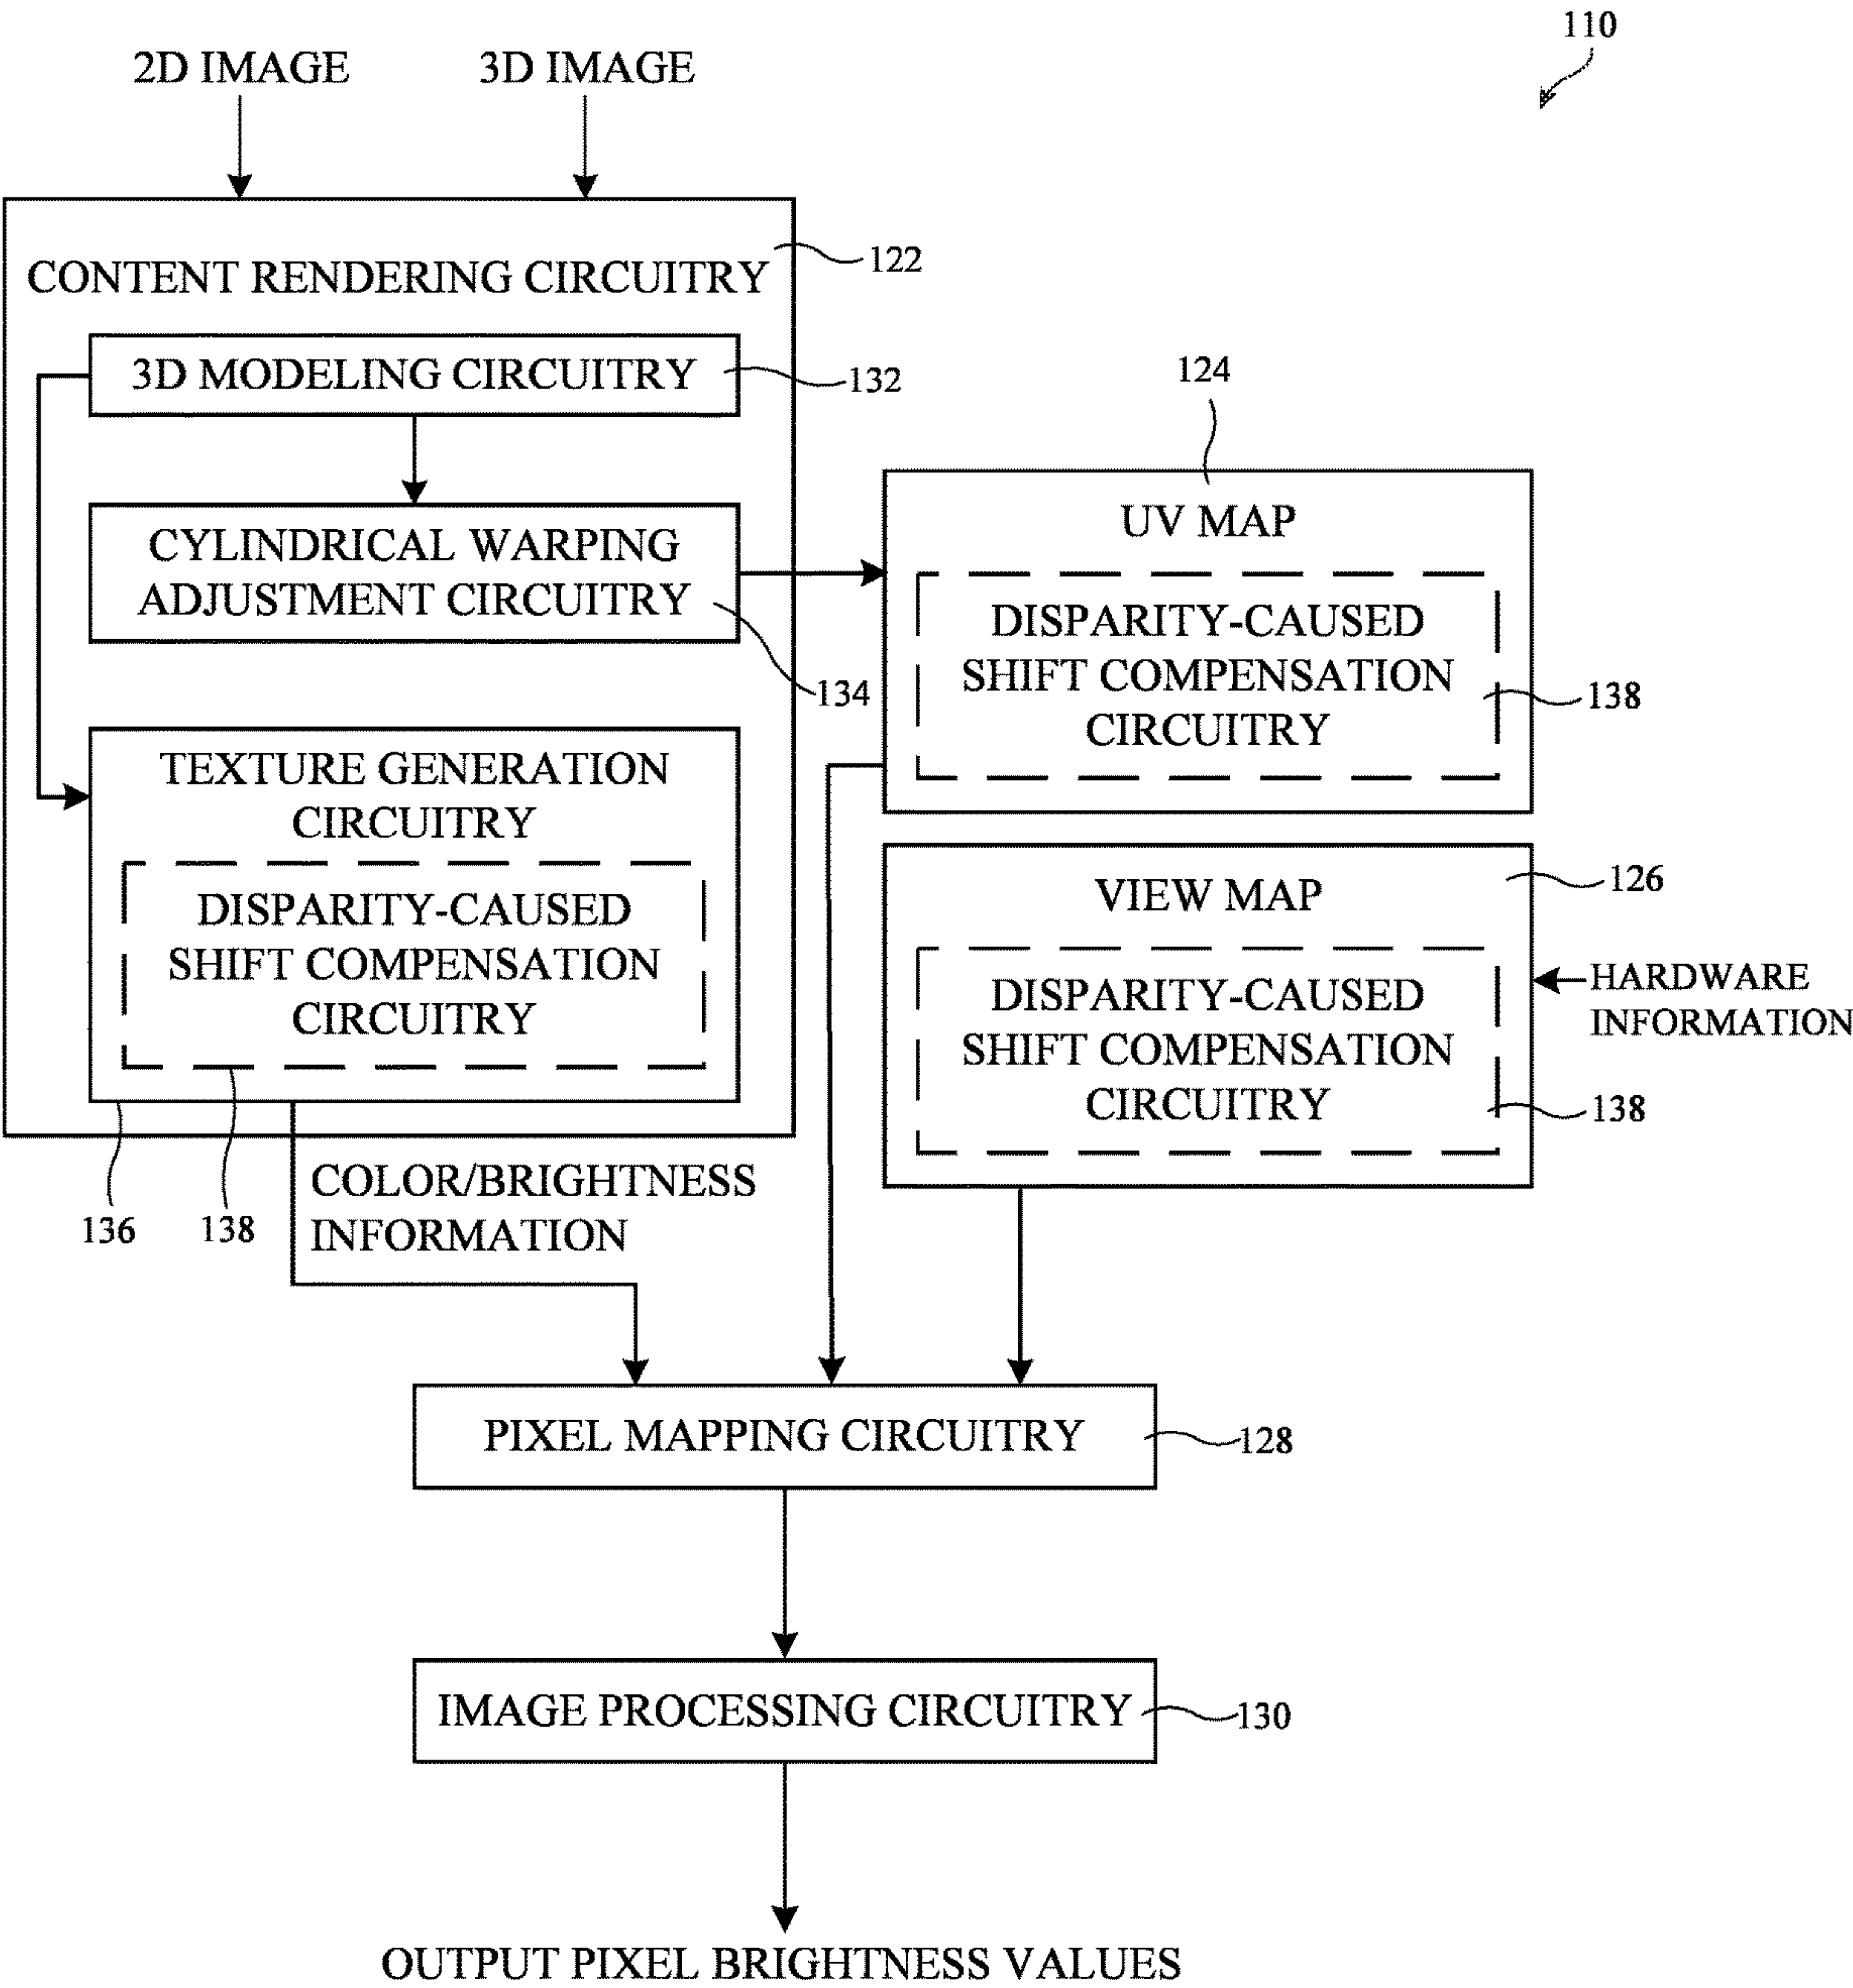 110
2D IMAGE
3D IMAGE
CONTENT RENDERING CIRCUITRY
122
3D MODELING CIRCUITRY
132
CYLINDRICAL WARPING
ADJUSTMENT CIRCUITRY
134
TEXTURE GENERATION
CIRCUITRY
DISPARITY-CAUSED
SHIFT COMPENSATION
CIRCUITRY
136
138
COLOR/BRIGHTNESS
INFORMATION
124
UV MAP
DISPARITY-CAUSED
SHIFT COMPENSATION
CIRCUITRY
138
VIEW MAP
126
DISPARITY-CAUSED
SHIFT COMPENSATION
CIRCUITRY
138
HARDWARE
INFORMATION
PIXEL MAPPING CIRCUITRY
128
IMAGE PROCESSING CIRCUITRY
130
OUTPUT PIXEL BRIGHTNESS VALUES